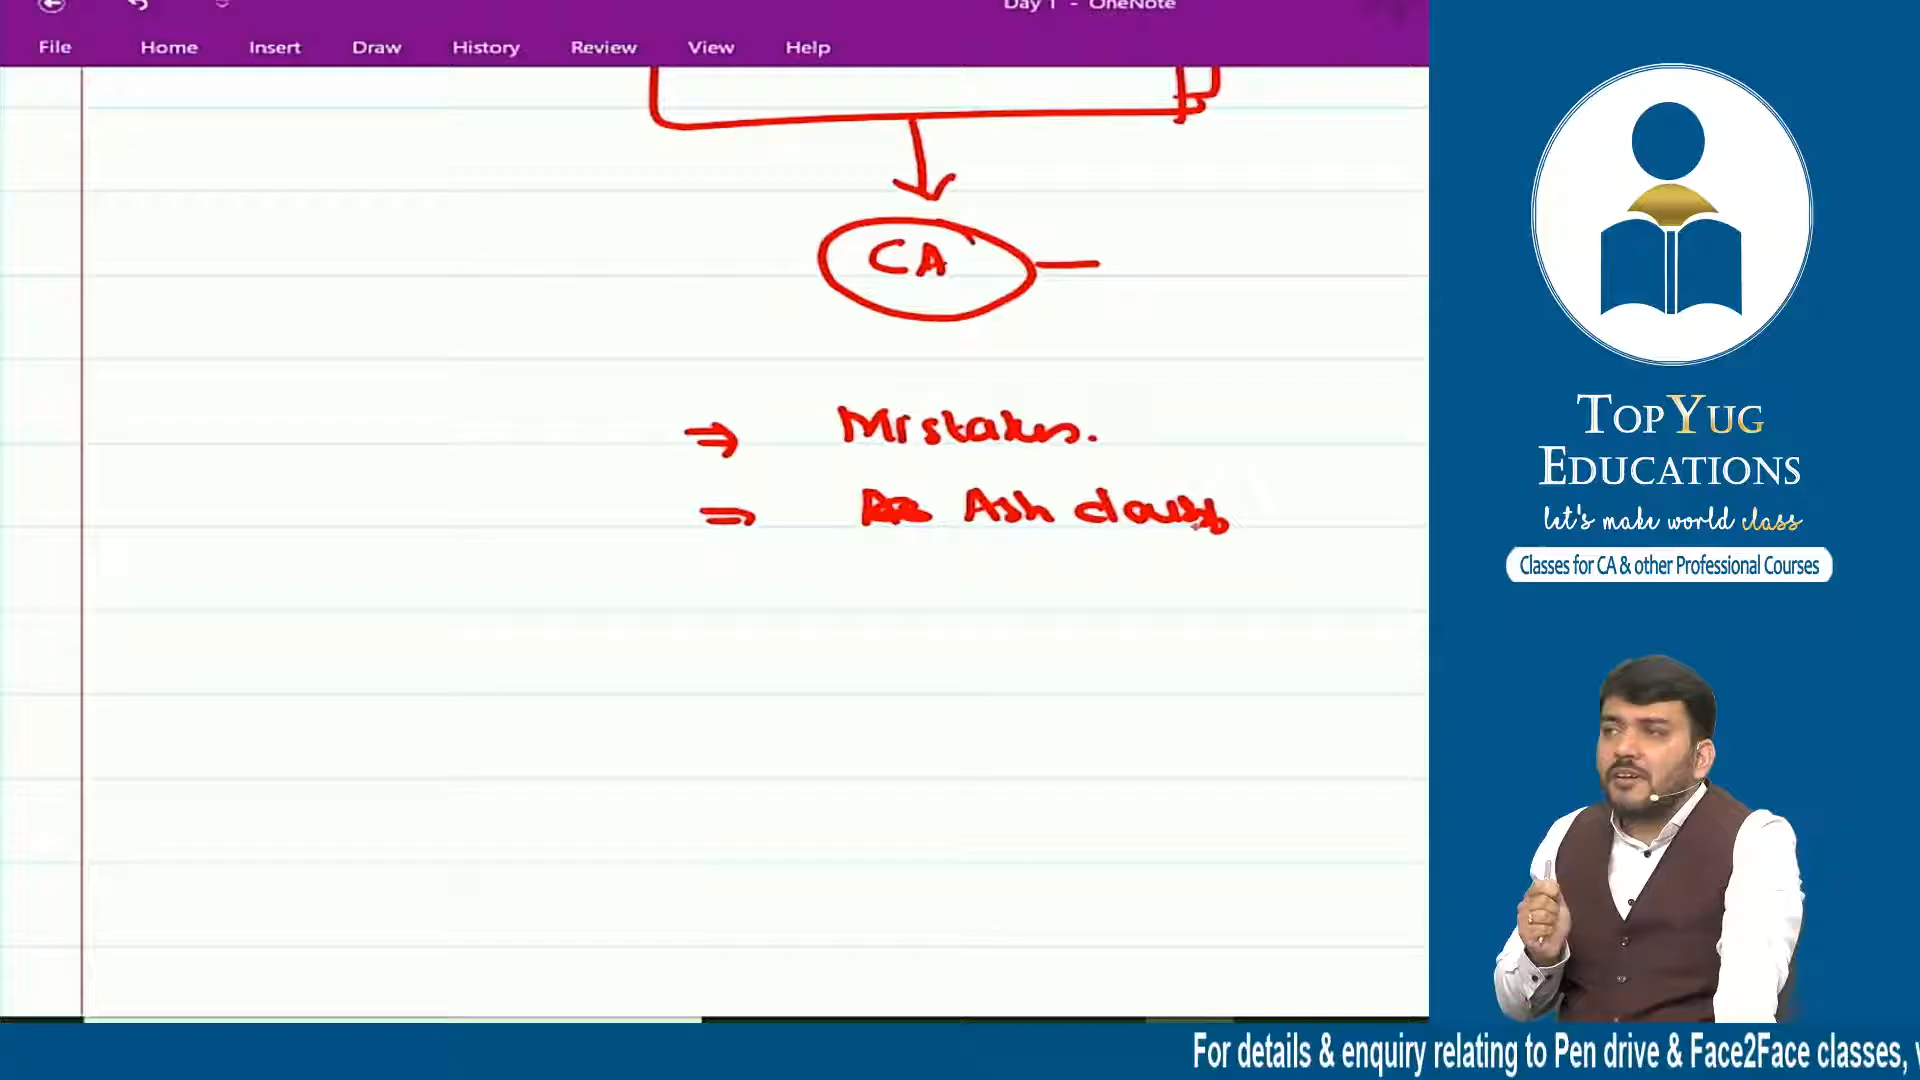 Day 1 - OneNote
File Home Insert Draw History Review View Help
CA
⇒ Mistakes.
⇒ Ask doubts
TOPYUG
EDUCATIONS
let's make world class
Classes for CA & other Professional Courses
For details & enquiry relating to Pen drive & Face2Face classes,